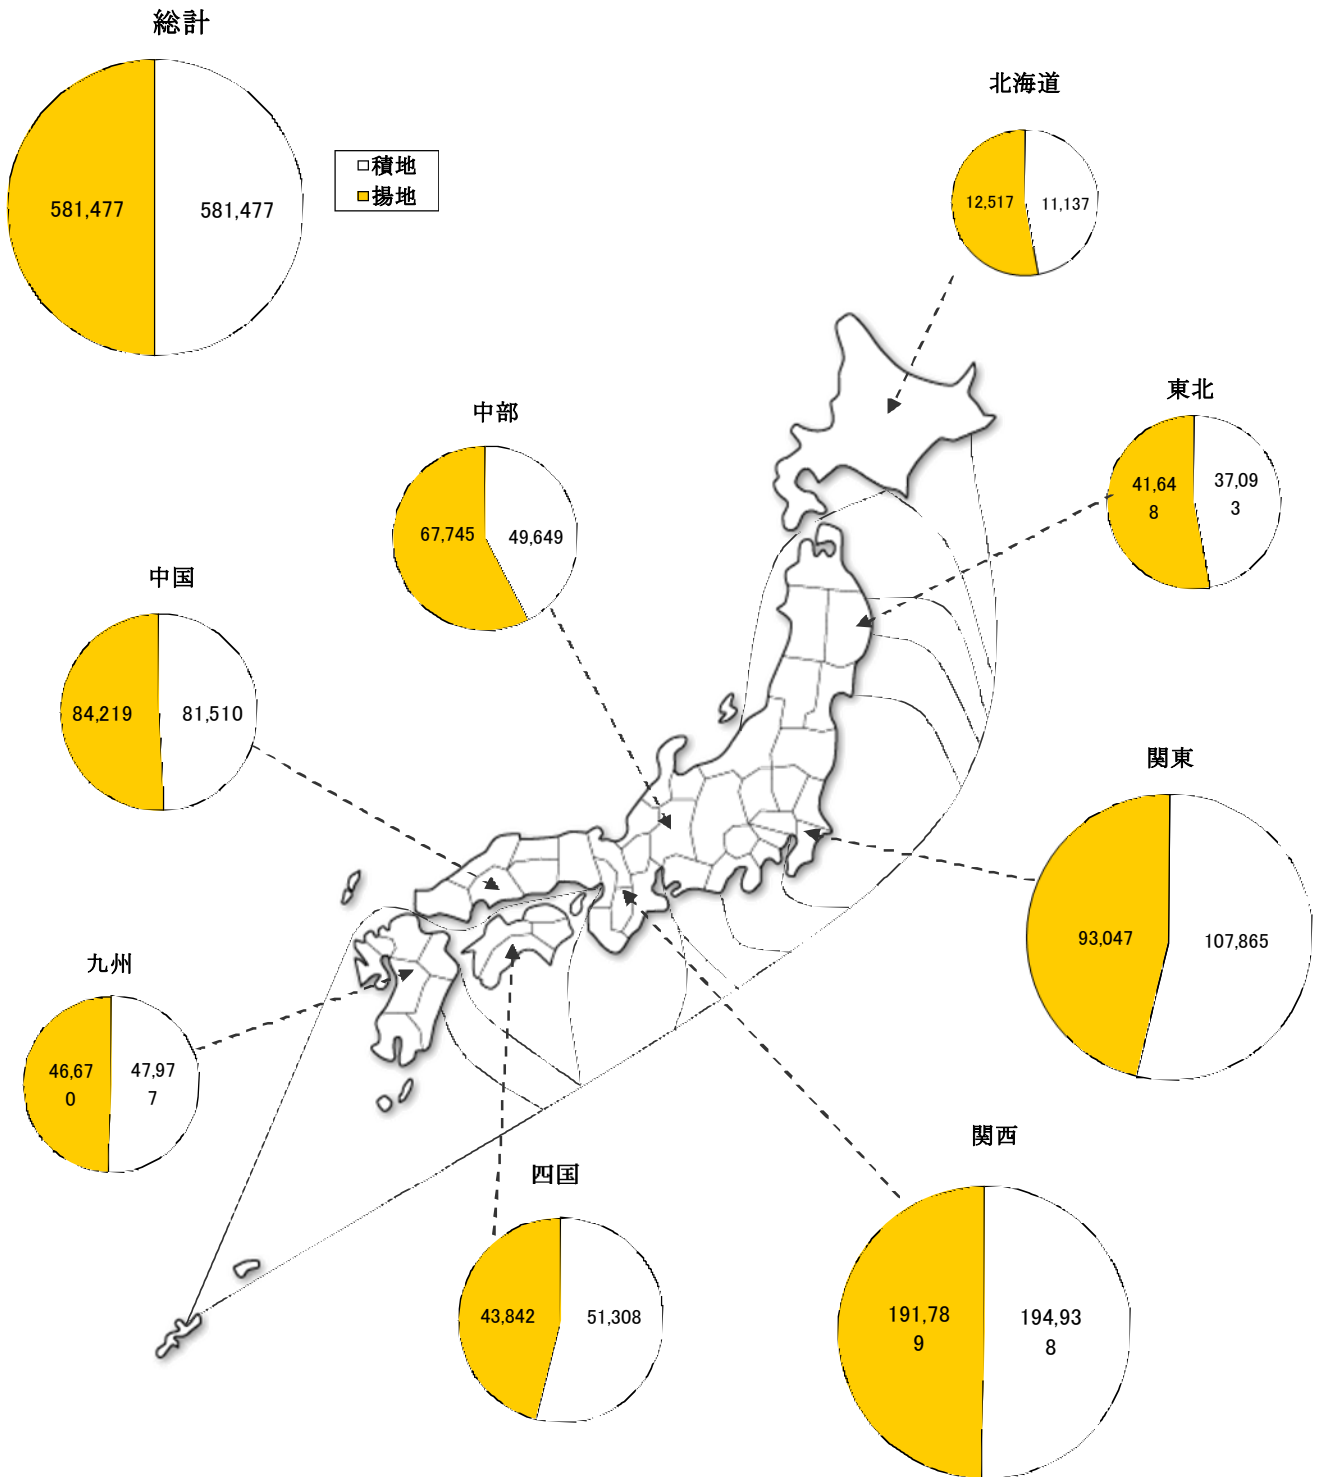 総計
581,477
581,477
□積地
■揚地
北海道
12,517
11,137
東北
41,64
8
37,09
3
中部
67,745
49,649
中国
84,219
81,510
関東
93,047
107,865
九州
46,67
0
47,97
7
四国
43,842
51,308
関西
191,78
9
194,93
8